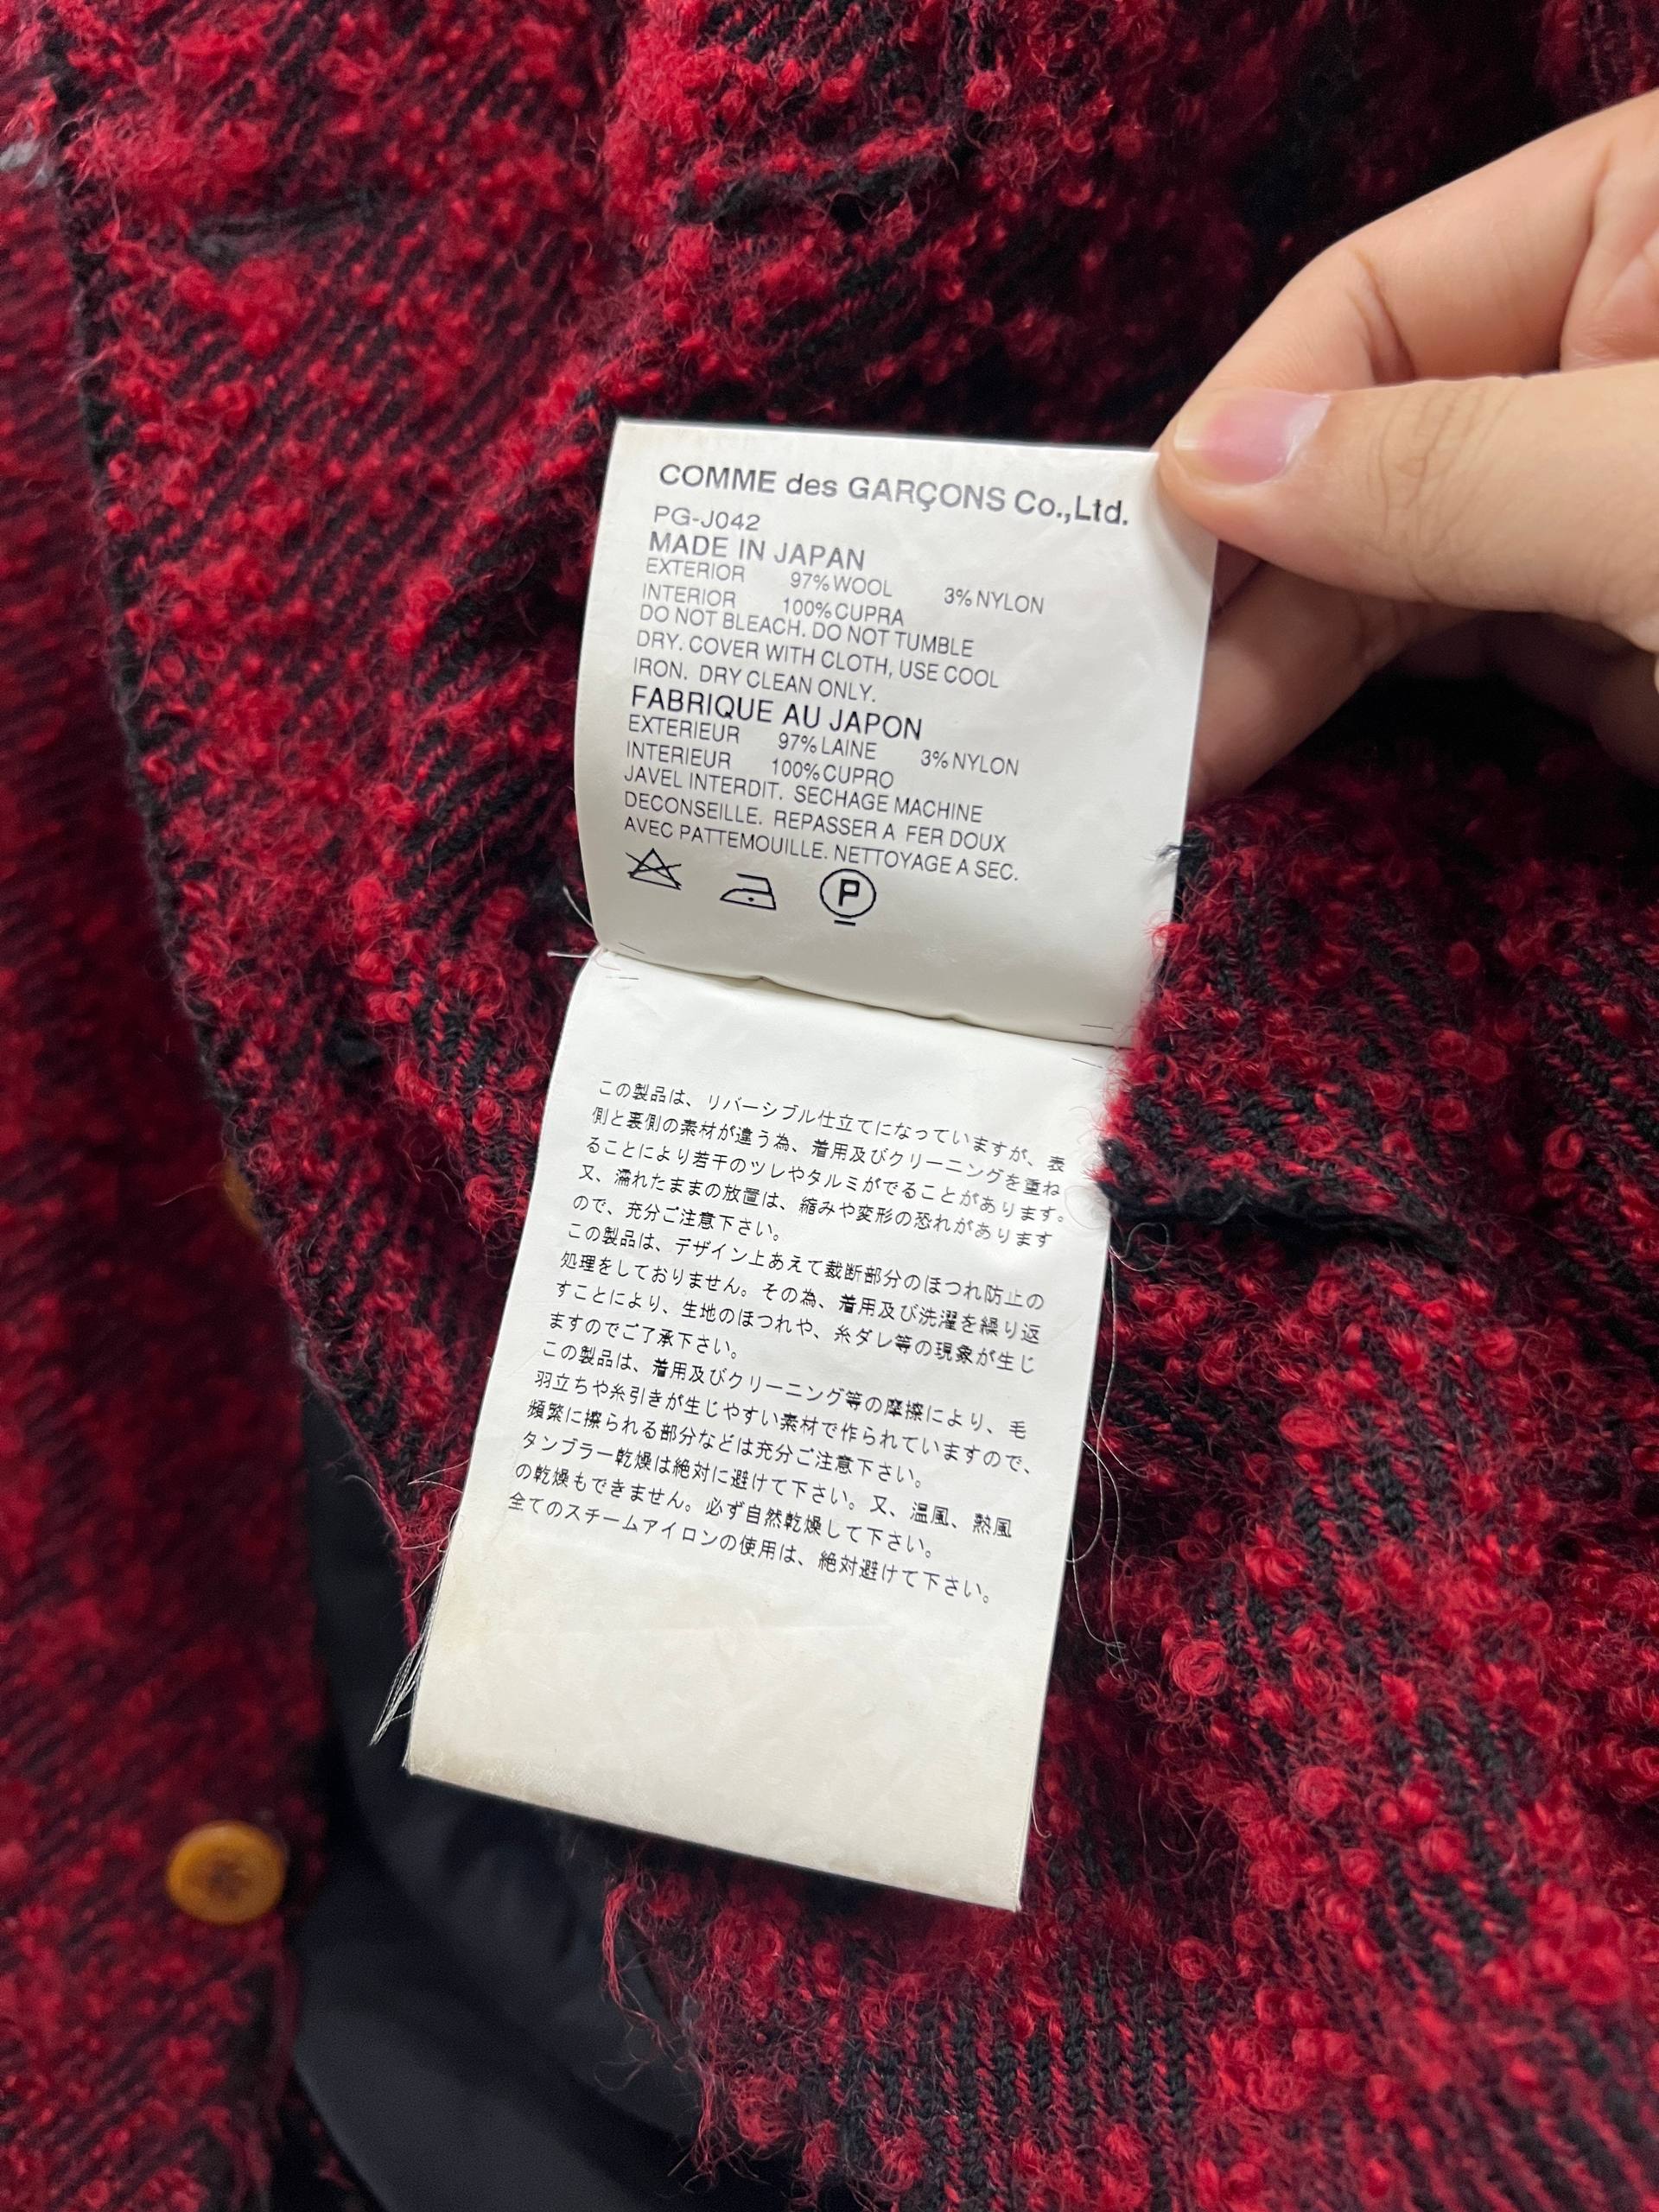 COMME des GARÇONS Co.,Ltd.
PG-J042
MADE IN JAPAN
EXTERIOR 97%WOOL 3%NYLON
INTERIOR 100%CUPRA
DO NOT BLEACH. DO NOT TUMBLE
DRY. COVER WITH CLOTH, USE COOL
IRON. DRY CLEAN ONLY.
FABRIQUE AU JAPON
EXTERIEUR 97%LAINE 3%NYLON
INTERIEUR 100%CUPRO
JAVEL INTERDIT. SECHAGE MACHINE
DECONSEILLE. REPASSER A FER DOUX
AVEC PATTEMOUILLE. NETTOYAGE A SEC.
P
この製品は、リバーシブル仕立てになっていますが、表
側と裏側の素材が違う為、着用及びクリーニングを重ね
ることにより若干のツレやタルミがでることがあります。
又、濡れたままの放置は、縮みや変形の恐れがあります
ので、充分ご注意下さい。
この製品は、デザイン上あえて裁断部分のほつれ防止の
処理をしておりません。その為、着用及び洗濯を繰り返
すことにより、生地のほつれや、糸ダレ等の現象が生じ
ますのでご了承下さい。
この製品は、着用及びクリーニング等の摩擦により、毛
羽立ちや糸引きが生じやすい素材で作られていますので、
頻繁に擦られる部分などは充分ご注意下さい。
タンブラー乾燥は絶対に避けて下さい。又、温風、熱風
の乾燥もできません。必ず自然乾燥して下さい。
全てのスチームアイロンの使用は、絶対避けて下さい。